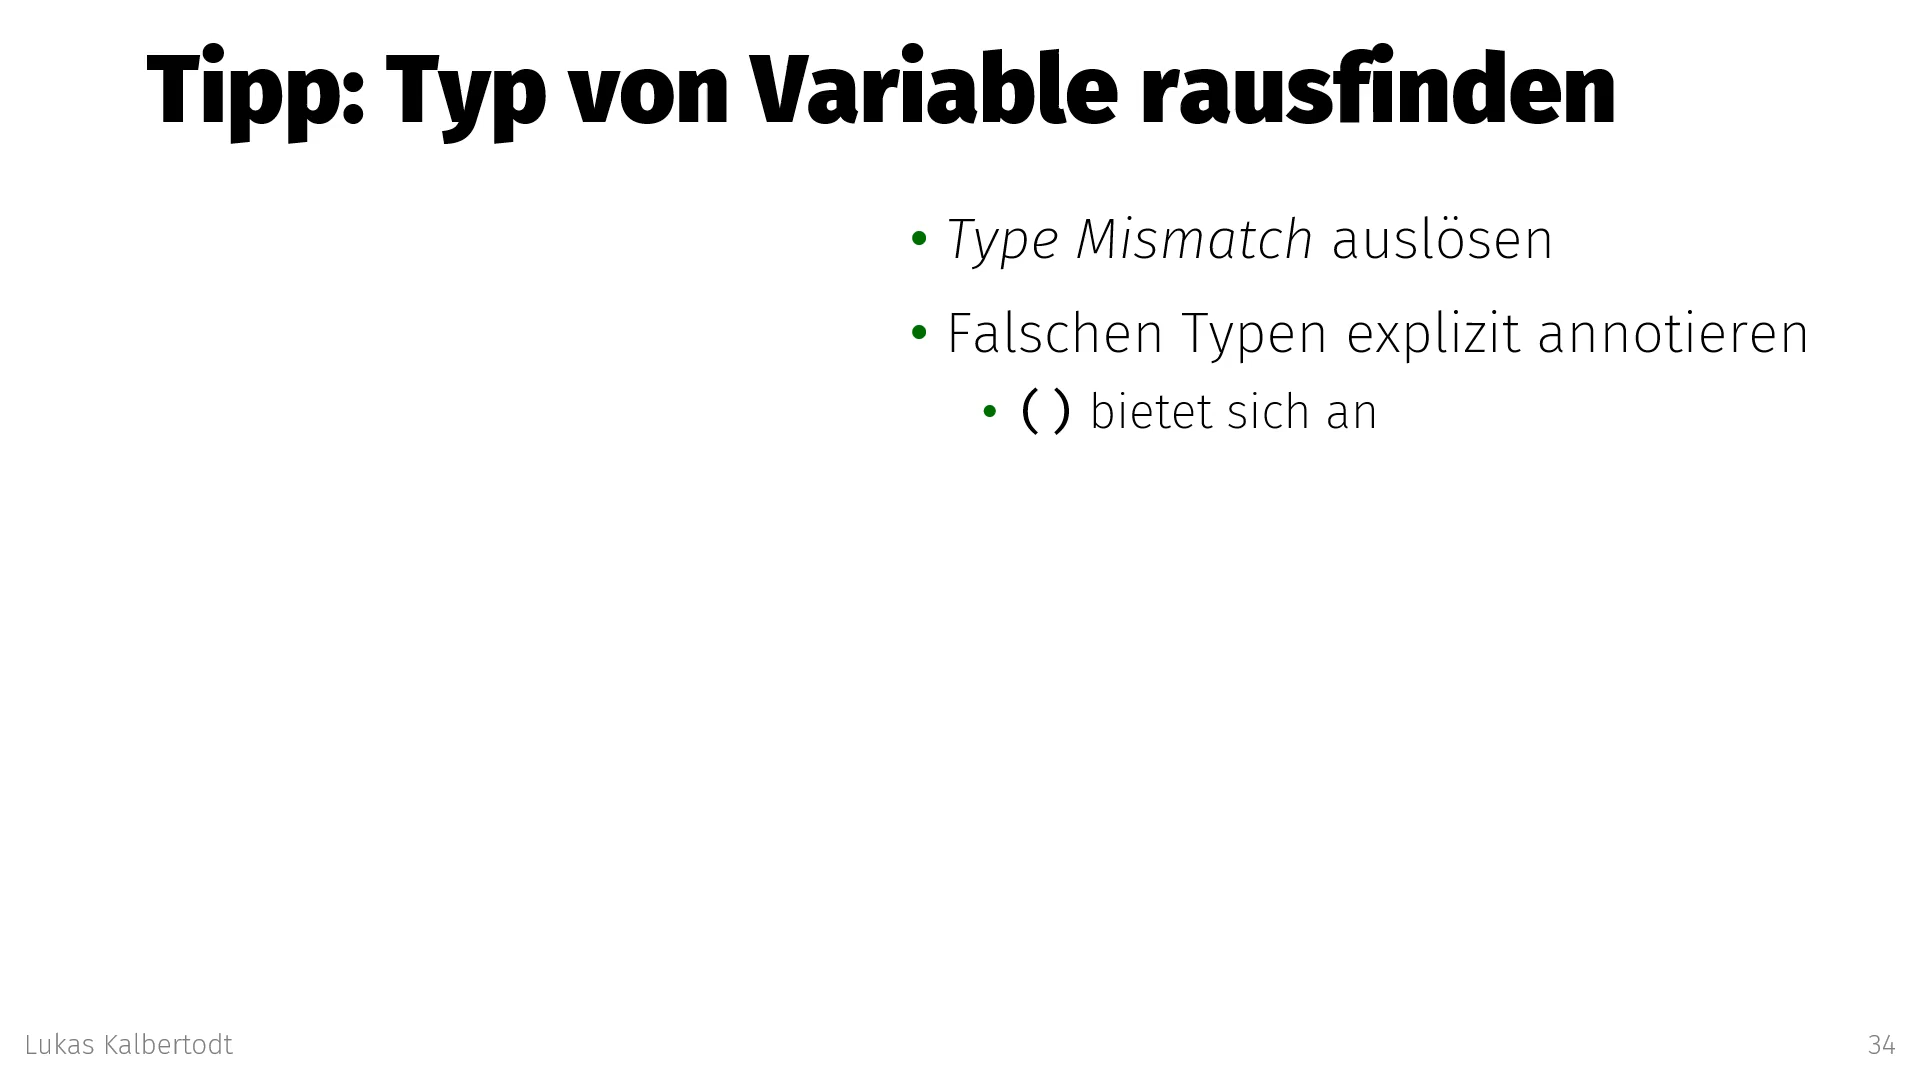 Tipp: Typ von Variable rausfinden
• Type Mismatch auslösen
• Falschen Typen explizit annotieren
• () bietet sich an
Lukas Kalbertodt
34